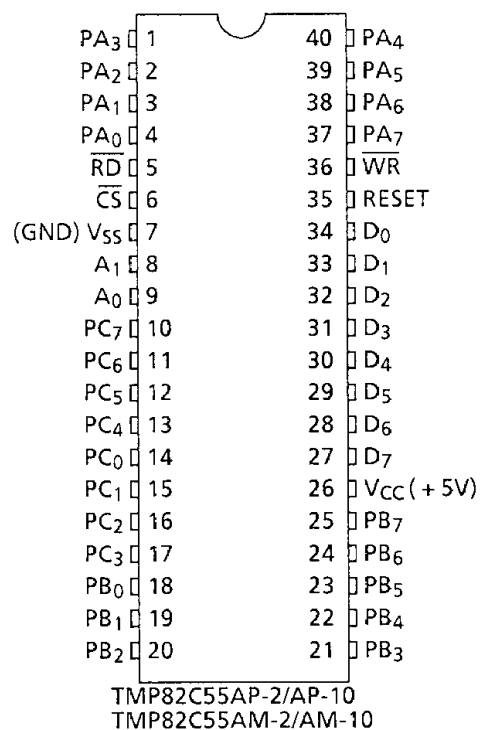 PA3 1 40 PA4
PA2 2 39 PA5
PA1 3 38 PA6
PA0 4 37 PA7
R̅D̅ 5 36 W̅R̅
C̅S̅ 6 35 RESET
(GND) VSS 7 34 D0
A1 8 33 D1
A0 9 32 D2
PC7 10 31 D3
PC6 11 30 D4
PC5 12 29 D5
PC4 13 28 D6
PC0 14 27 D7
PC1 15 26 VCC (+5V)
PC2 16 25 PB7
PC3 17 24 PB6
PB0 18 23 PB5
PB1 19 22 PB4
PB2 20 21 PB3
TMP82C55AP-2/AP-10
TMP82C55AM-2/AM-10